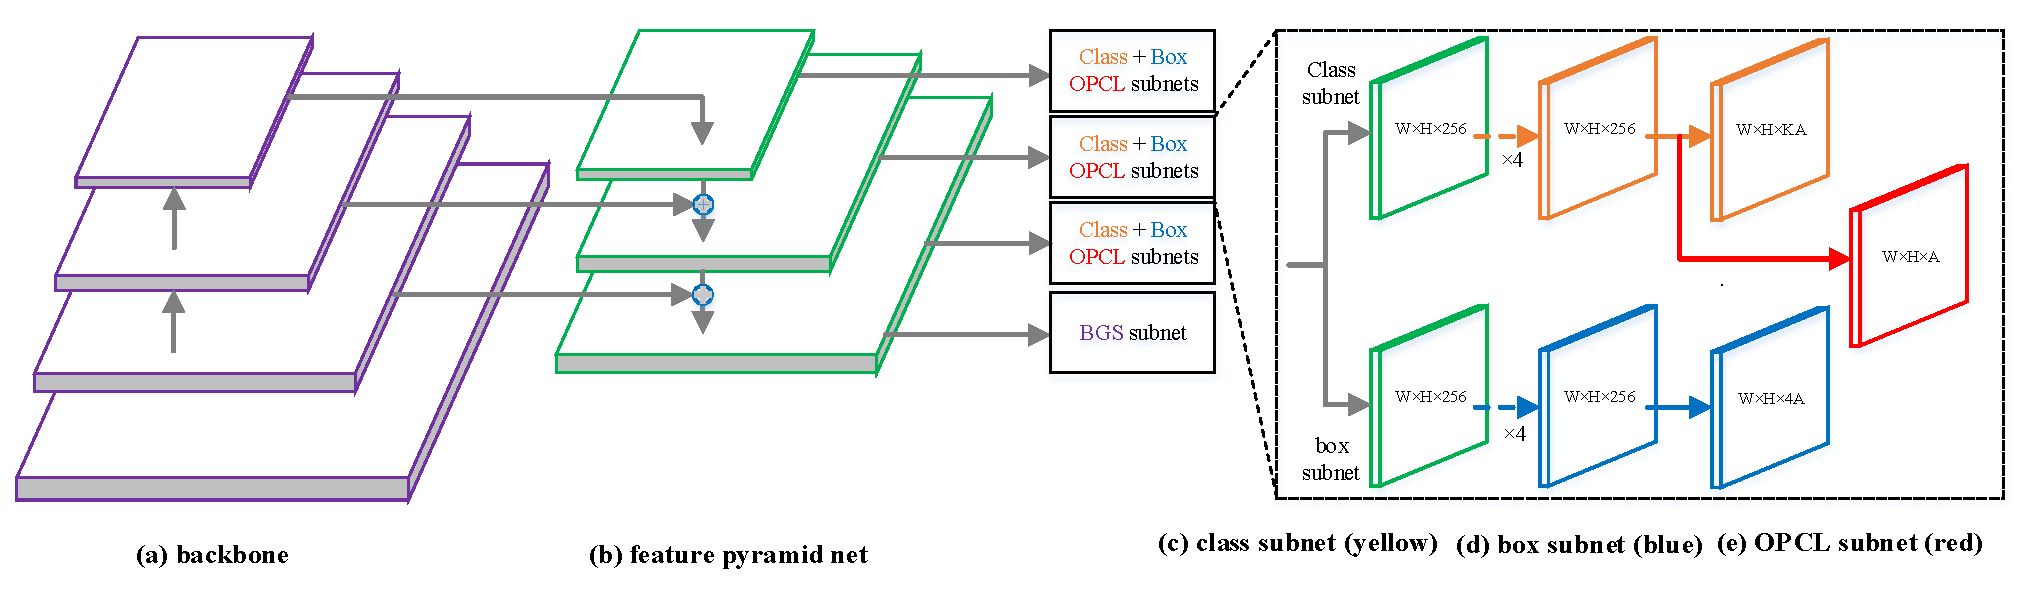 Class + Box
OPCL subnets
Class + Box
OPCL subnets
Class + Box
OPCL subnets
BGS subnet
Class
subnet
W×H×256
×4
W×H×256
W×H×KA
W×H×A
box
subnet
W×H×256
×4
W×H×256
W×H×4A
(a) backbone
(b) feature pyramid net
(c) class subnet (yellow)
(d) box subnet (blue)
(e) OPCL subnet (red)